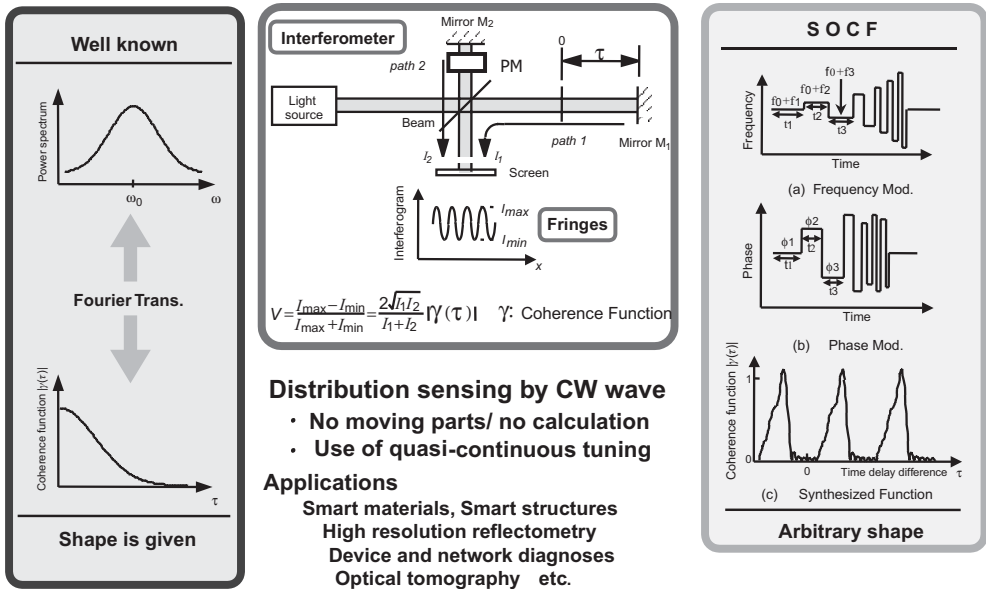 Well known
Power spectrum
ω0
ω
Fourier Trans.
Coherence function |γ(τ)|
τ
Shape is given
Interferometer
Mirror M2
path 2
PM
0
τ
Light
source
Beam
I2
I1
path 1
Mirror M1
Screen
Interferogram
Imax
Imin
Fringes
x
V = Imax−Imin / Imax+Imin = 2√I1I2 / I1+I2 |γ(τ)| γ: Coherence Function
Distribution sensing by CW wave
· No moving parts/ no calculation
· Use of quasi-continuous tuning
Applications
Smart materials, Smart structures
High resolution reflectometry
Device and network diagnoses
Optical tomography etc.
S O C F
Frequency
f0+f1
f0+f2
f0+f3
t1
t2
t3
Time
(a) Frequency Mod.
Phase
ϕ1
ϕ2
ϕ3
t1
t2
t3
Time
(b) Phase Mod.
Coherence function |γ(τ)|
1
0
0
Time delay difference τ
(c) Synthesized Function
Arbitrary shape